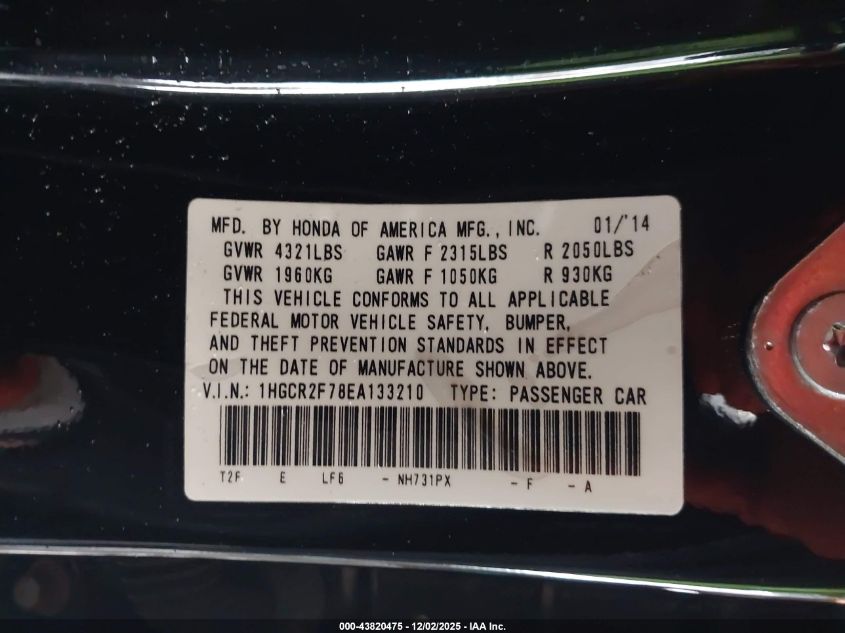 MFD. BY HONDA OF AMERICA MFG., INC. 01/'14
GVWR 4321LBS GAWR F 2315LBS R 2050LBS
GVWR 1960KG GAWR F 1050KG R 930KG
THIS VEHICLE CONFORMS TO ALL APPLICABLE
FEDERAL MOTOR VEHICLE SAFETY, BUMPER,
AND THEFT PREVENTION STANDARDS IN EFFECT
ON THE DATE OF MANUFACTURE SHOWN ABOVE.
V.I.N.: 1HGCR2F78EA133210 TYPE: PASSENGER CAR
T2F E LF6 - NH731PX - F - A
000-43820475 - 12/02/2025 - IAA Inc.